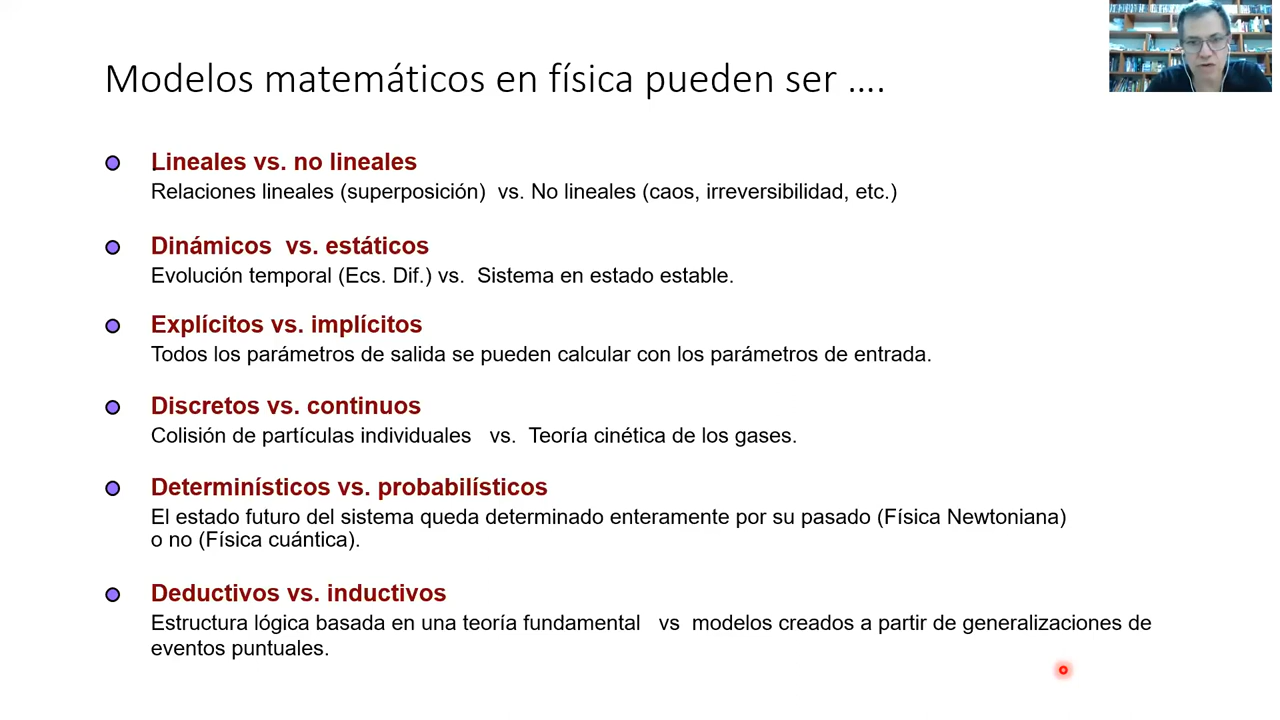 Modelos matemáticos en física pueden ser ….
Lineales vs. no lineales
Relaciones lineales (superposición) vs. No lineales (caos, irreversibilidad, etc.)
Dinámicos vs. estáticos
Evolución temporal (Ecs. Dif.) vs. Sistema en estado estable.
Explícitos vs. implícitos
Todos los parámetros de salida se pueden calcular con los parámetros de entrada.
Discretos vs. continuos
Colisión de partículas individuales vs. Teoría cinética de los gases.
Determinísticos vs. probabilísticos
El estado futuro del sistema queda determinado enteramente por su pasado (Física Newtoniana)
o no (Física cuántica).
Deductivos vs. inductivos
Estructura lógica basada en una teoría fundamental vs modelos creados a partir de generalizaciones de
eventos puntuales.